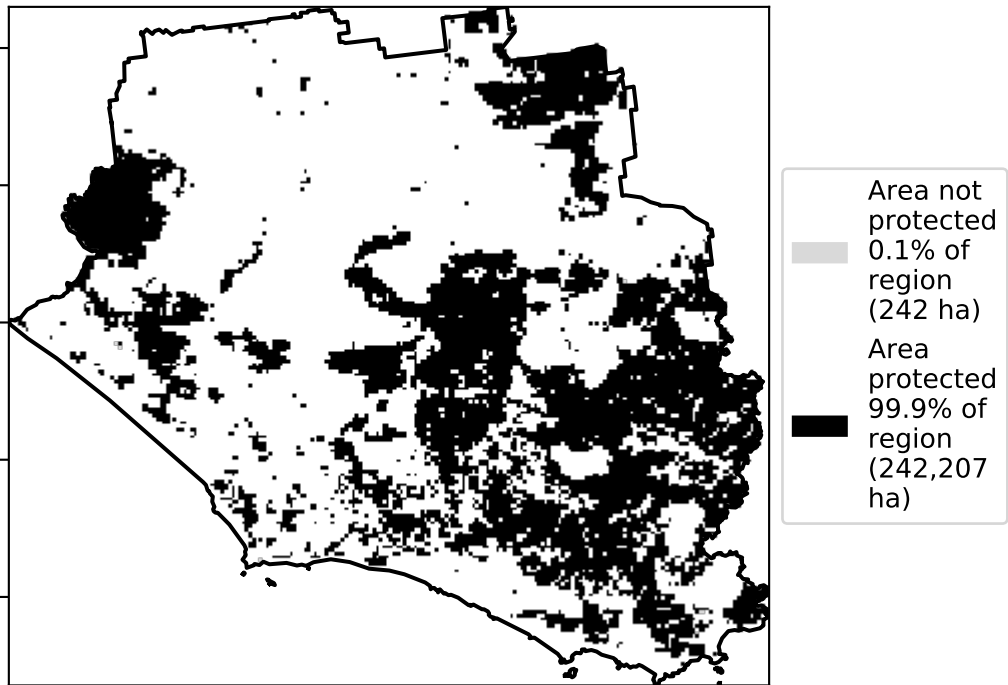 Area not
protected
0.1% of
region
(242 ha)
Area
protected
99.9% of
region
(242,207
ha)